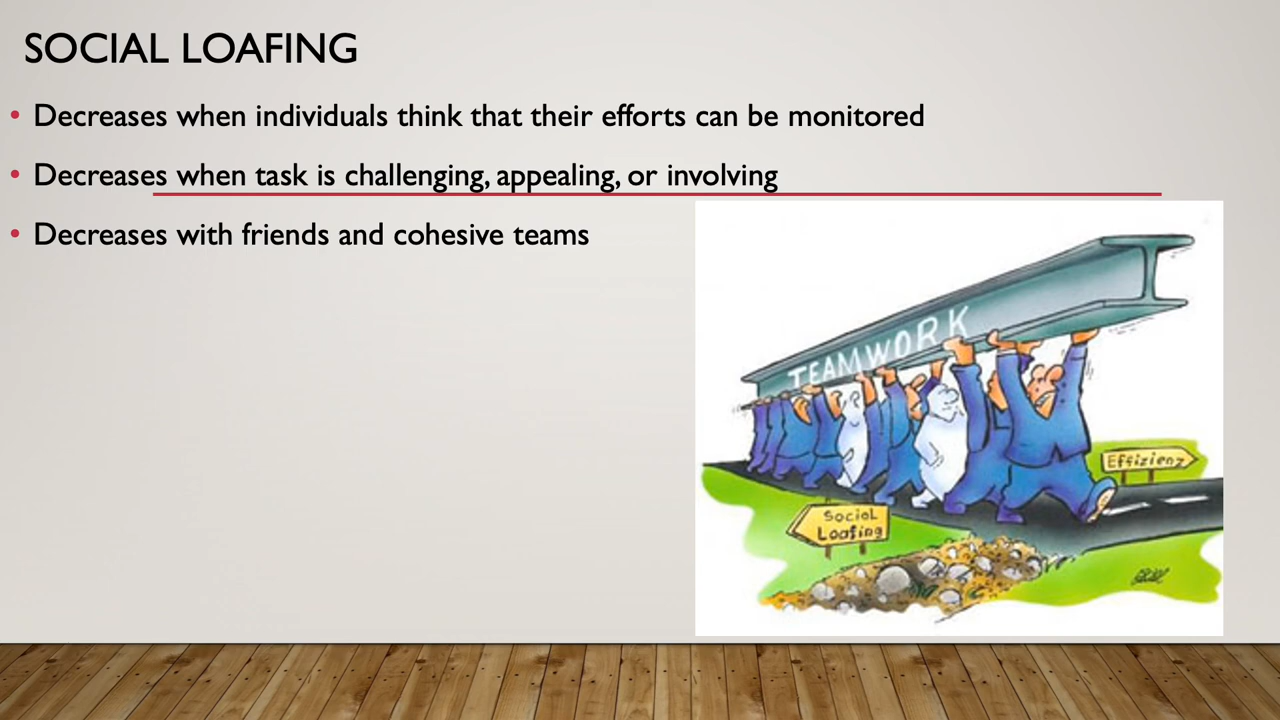 SOCIAL LOAFING
• Decreases when individuals think that their efforts can be monitored
• Decreases when task is challenging, appealing, or involving
• Decreases with friends and cohesive teams
TEAMWORK
Effizienz
Social
Loafing